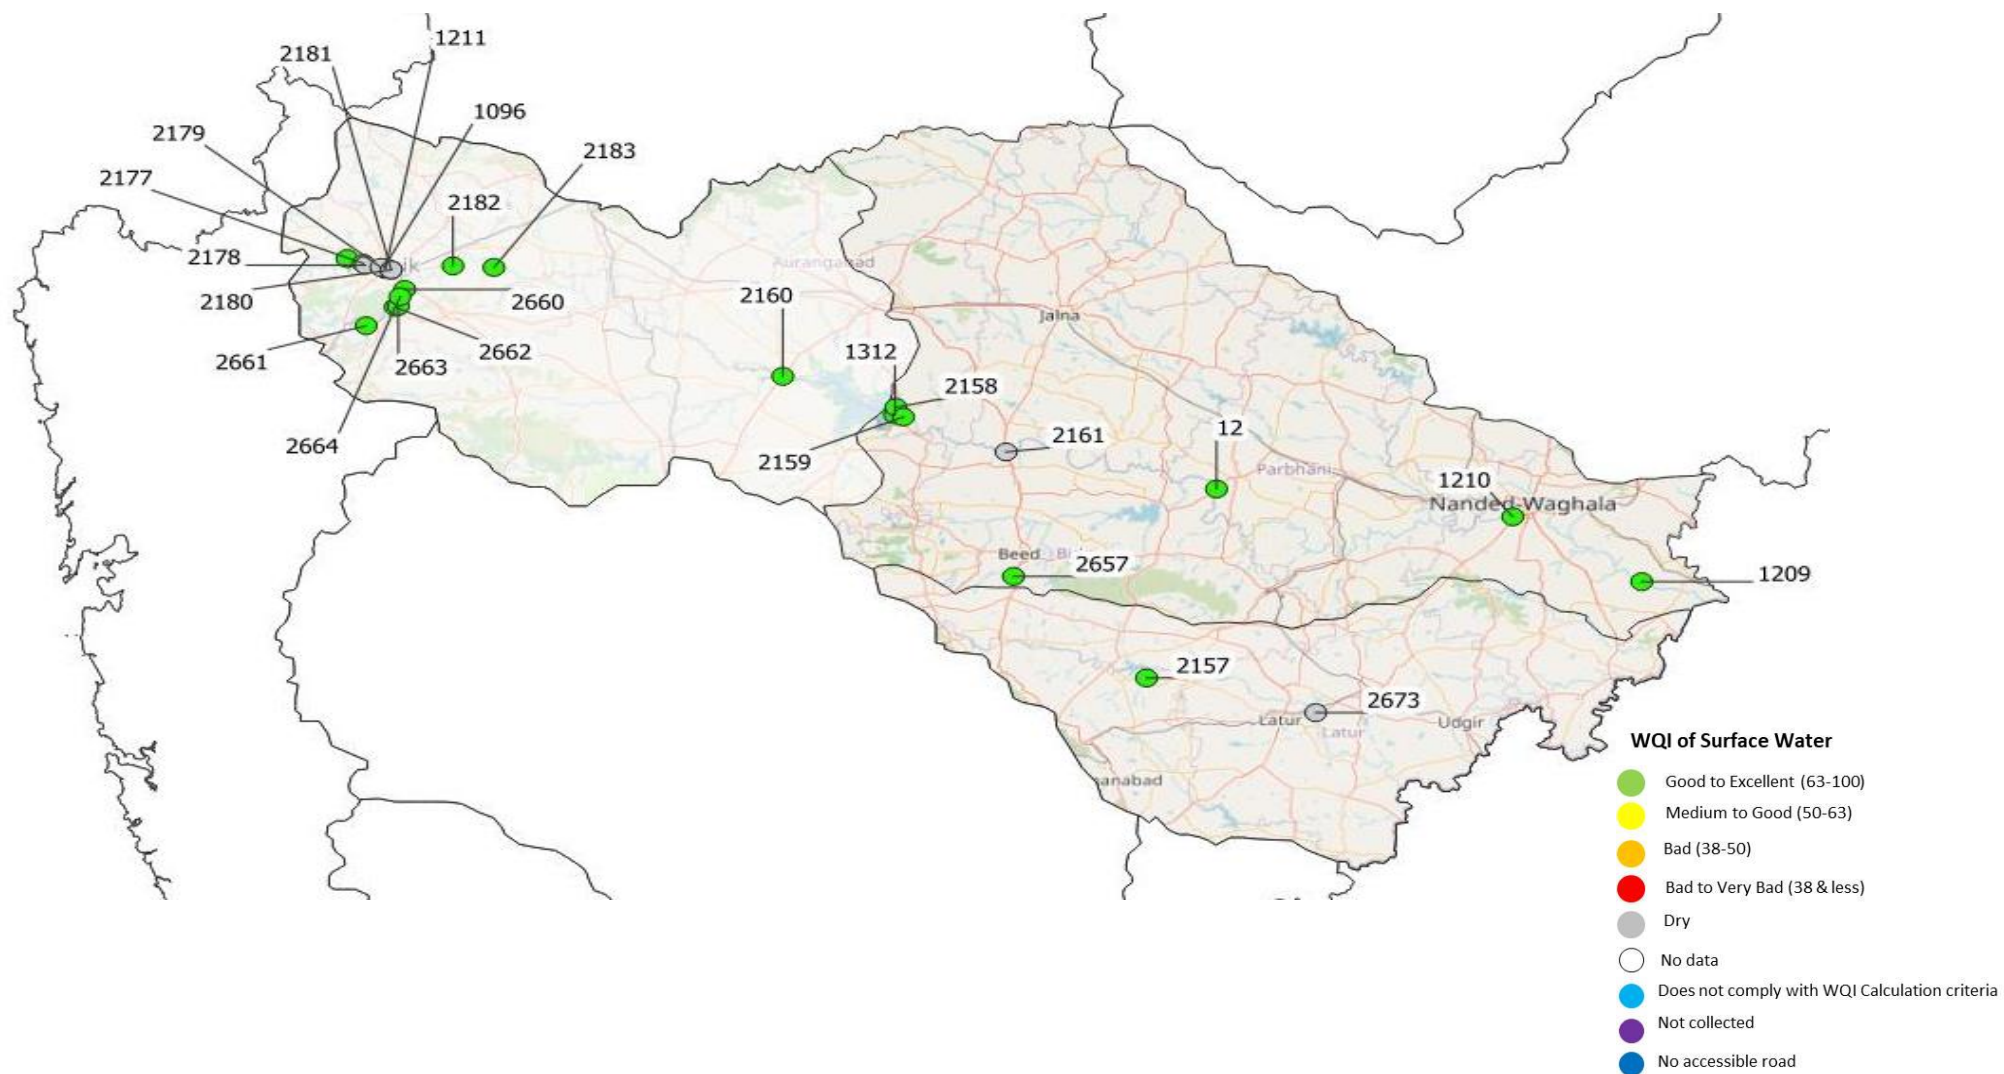 1211
2181
1096
2179
2183
2177
2182
2178
ik
Aurangabad
2180
2660
2160
Jalna
2661
2663
2662
1312
2158
2664
2159
2161
12
Parbhani
1210
Nanded-Waghala
Beed
2657
1209
2157
2673
Latur
Latur
Udgir
anabad
WQI of Surface Water
Good to Excellent (63-100)
Medium to Good (50-63)
Bad (38-50)
Bad to Very Bad (38 & less)
Dry
No data
Does not comply with WQI Calculation criteria
Not collected
No accessible road